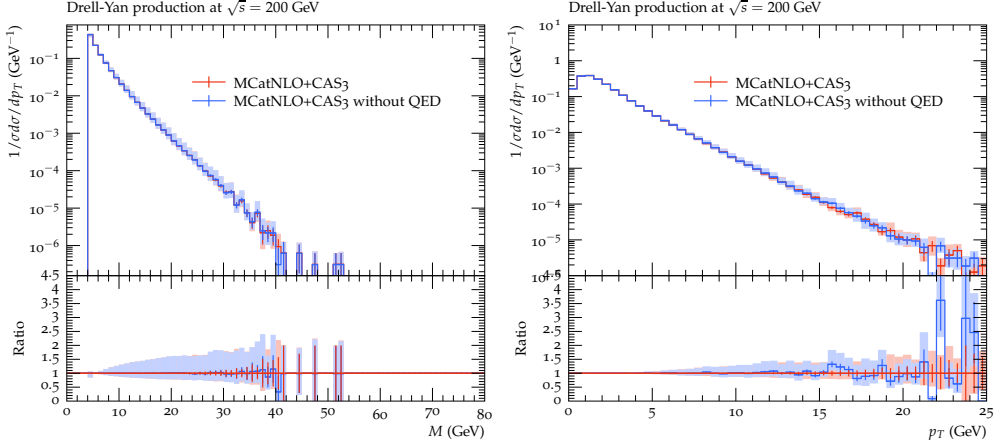 Drell-Yan production at √s = 200 GeV
1/σdσ/dp_T (GeV⁻¹)
10⁻¹
10⁻²
10⁻³
10⁻⁴
10⁻⁵
10⁻⁶
MCatNLO+CAS3
MCatNLO+CAS3 without QED
4.5
4
3.5
3
2.5
2
1.5
1
0.5
0
Ratio
0 10 20 30 40 50 60 70 80
M (GeV)
Drell-Yan production at √s = 200 GeV
1/σdσ/dp_T (GeV⁻¹)
10¹
1
10⁻¹
10⁻²
10⁻³
10⁻⁴
10⁻⁵
MCatNLO+CAS3
MCatNLO+CAS3 without QED
4
3.5
3
2.5
2
1.5
1
0.5
0
Ratio
0 5 10 15 20 25
p_T (GeV)